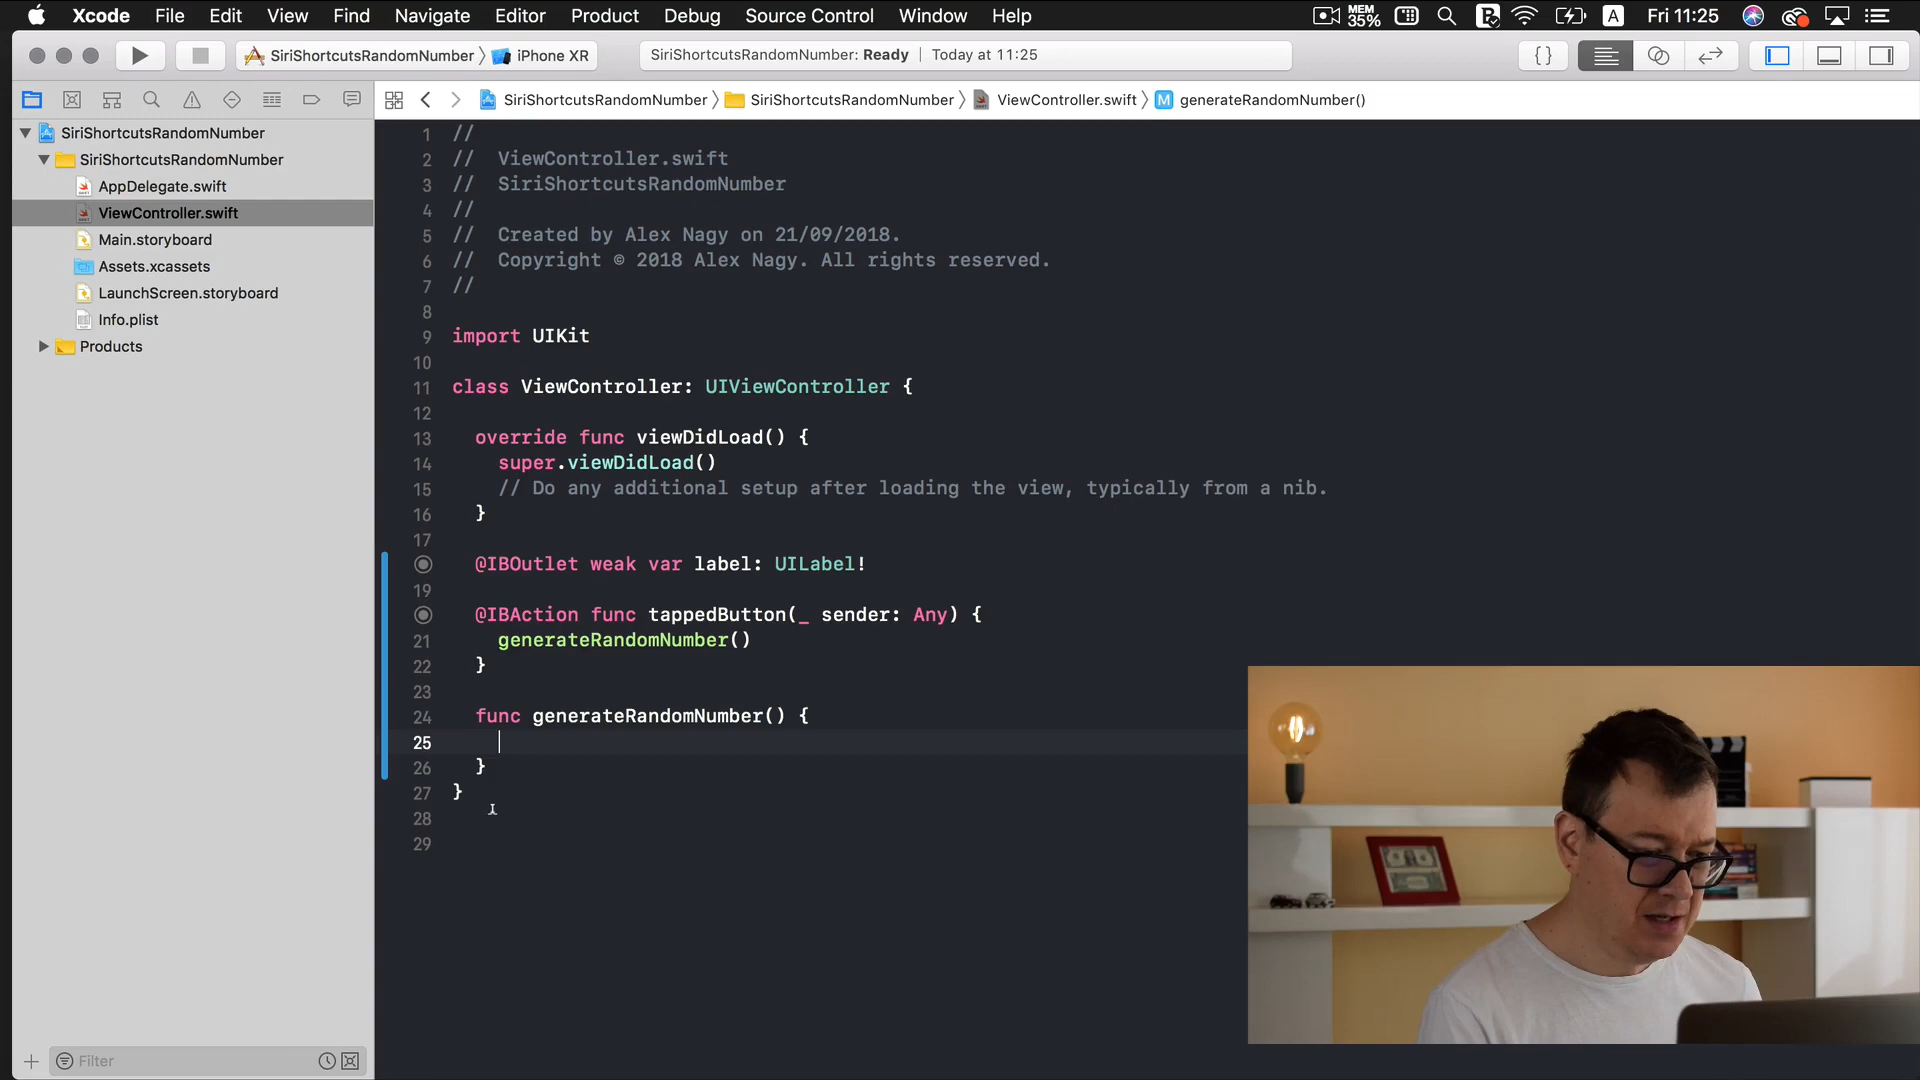 Xcode File Edit View Find Navigate Editor Product Debug Source Control Window Help MEM 35% A Fri 11:25
SiriShortcutsRandomNumber iPhone XR SiriShortcutsRandomNumber: Ready Today at 11:25 {}
SiriShortcutsRandomNumber SiriShortcutsRandomNumber ViewController.swift M generateRandomNumber()
SiriShortcutsRandomNumber
SiriShortcutsRandomNumber
AppDelegate.swift
ViewController.swift
Main.storyboard
Assets.xcassets
LaunchScreen.storyboard
Info.plist
Products
Filter
1 //
2 // ViewController.swift
3 // SiriShortcutsRandomNumber
4 //
5 // Created by Alex Nagy on 21/09/2018.
6 // Copyright © 2018 Alex Nagy. All rights reserved.
7 //
8
9 import UIKit
10
11 class ViewController: UIViewController {
12
13 override func viewDidLoad() {
14 super.viewDidLoad()
15 // Do any additional setup after loading the view, typically from a nib.
16 }
17
@IBOutlet weak var label: UILabel!
19
@IBAction func tappedButton(_ sender: Any) {
21 generateRandomNumber()
22 }
23
24 func generateRandomNumber() {
25
26 }
27 }
28
29